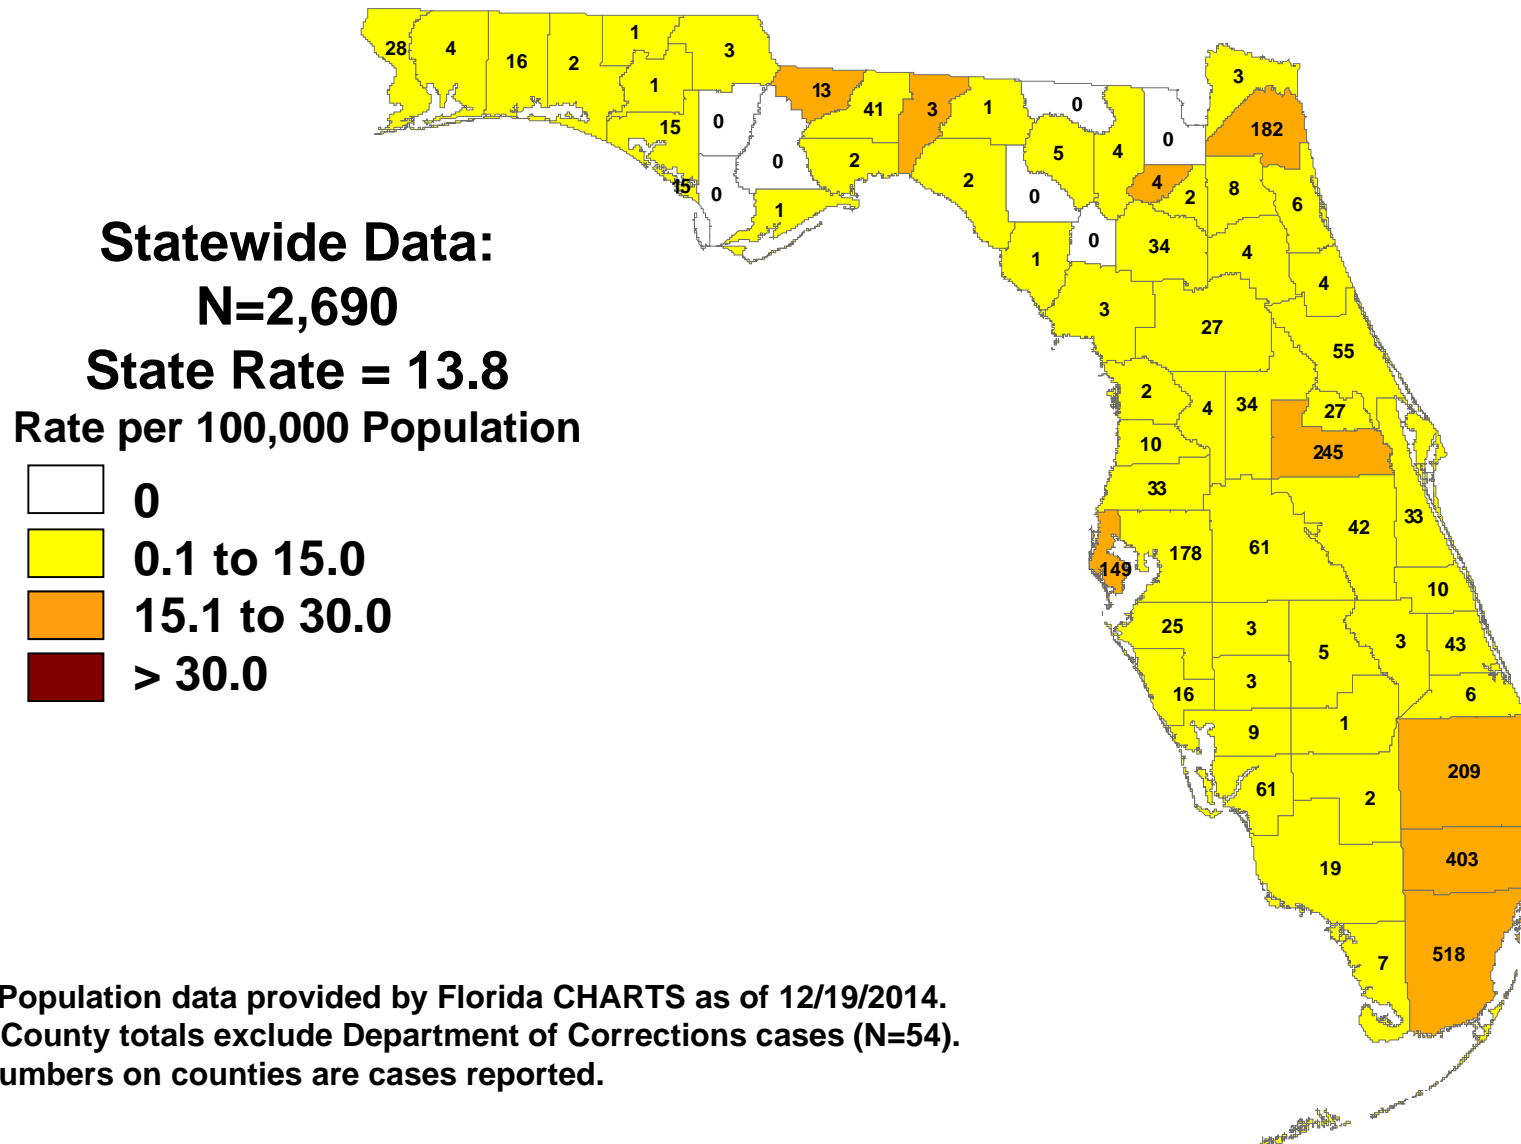 28 4 16 2 1 3
1 13 41 3 1 0 3
15 0 0 2 5 4 0 182
15 0 1 2 0 4 2 8 6
1 0 34 4 4
Statewide Data:
N=2,690
State Rate = 13.8
Rate per 100,000 Population
0
0.1 to 15.0
15.1 to 30.0
> 30.0
3 27 55
2 4 34 27
10 245
33 178 61 42 33
149 10
25 3 5 3 43
16 3 6
9 1 209
61 2
19 403
7 518
Population data provided by Florida CHARTS as of 12/19/2014.
County totals exclude Department of Corrections cases (N=54).
umbers on counties are cases reported.